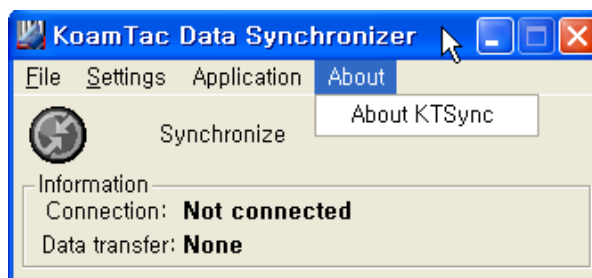 KoamTac Data Synchronizer
File Settings Application About
About KTSync
Synchronize
Information
Connection: Not connected
Data transfer: None